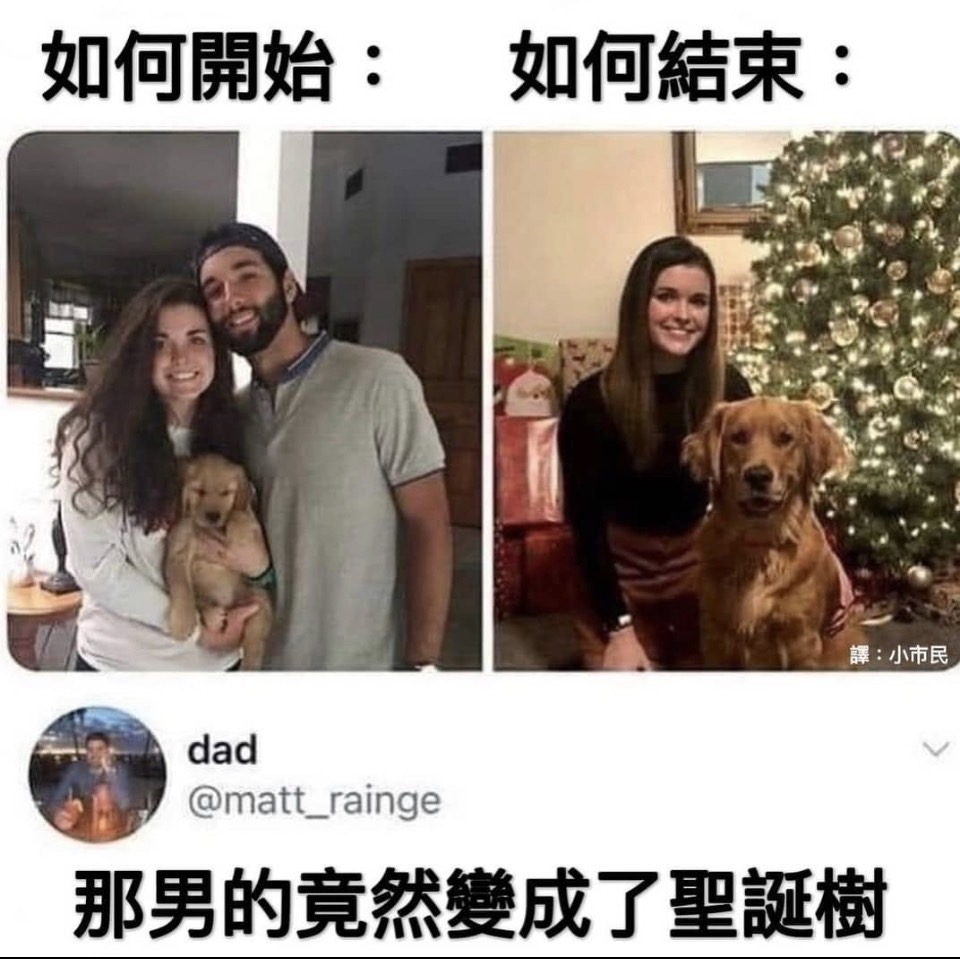 如何開始：
如何結束：
譯：小市民
dad
@matt_rainge
那男的竟然變成了聖誕樹